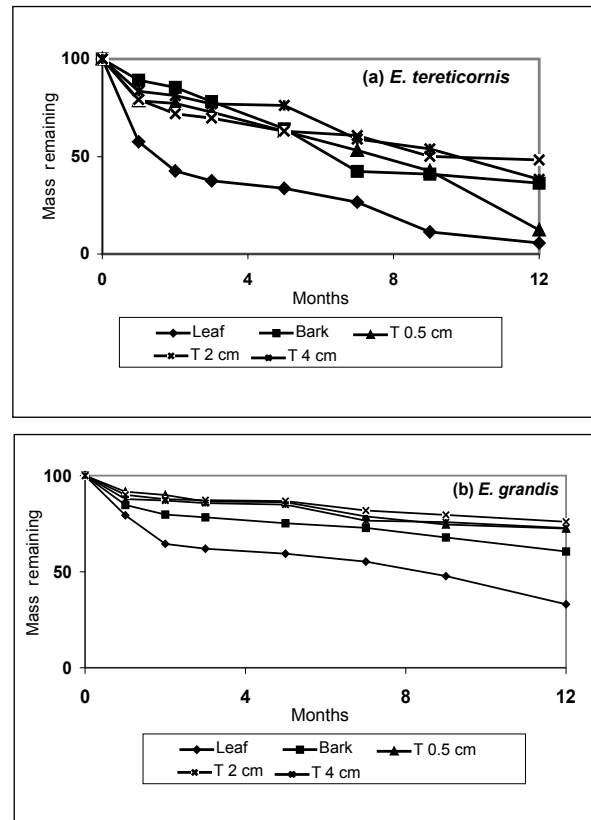 (a) E. tereticornis
100
50
0
Mass remaining
0 4 8 12
Months
Leaf Bark T 0.5 cm
T 2 cm T 4 cm
(b) E. grandis
100
50
0
Mass remaining
0 4 8 12
Months
Leaf Bark T 0.5 cm
T 2 cm T 4 cm